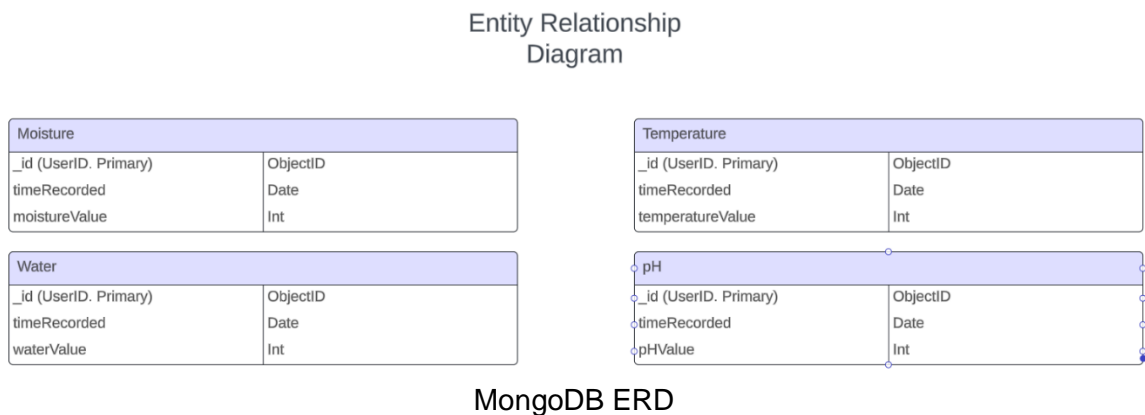 Entity Relationship
Diagram
Moisture
_id (UserID. Primary) ObjectID
timeRecorded Date
moistureValue Int
Temperature
_id (UserID. Primary) ObjectID
timeRecorded Date
temperatureValue Int
Water
_id (UserID. Primary) ObjectID
timeRecorded Date
waterValue Int
pH
_id (UserID. Primary) ObjectID
timeRecorded Date
pHValue Int
MongoDB ERD